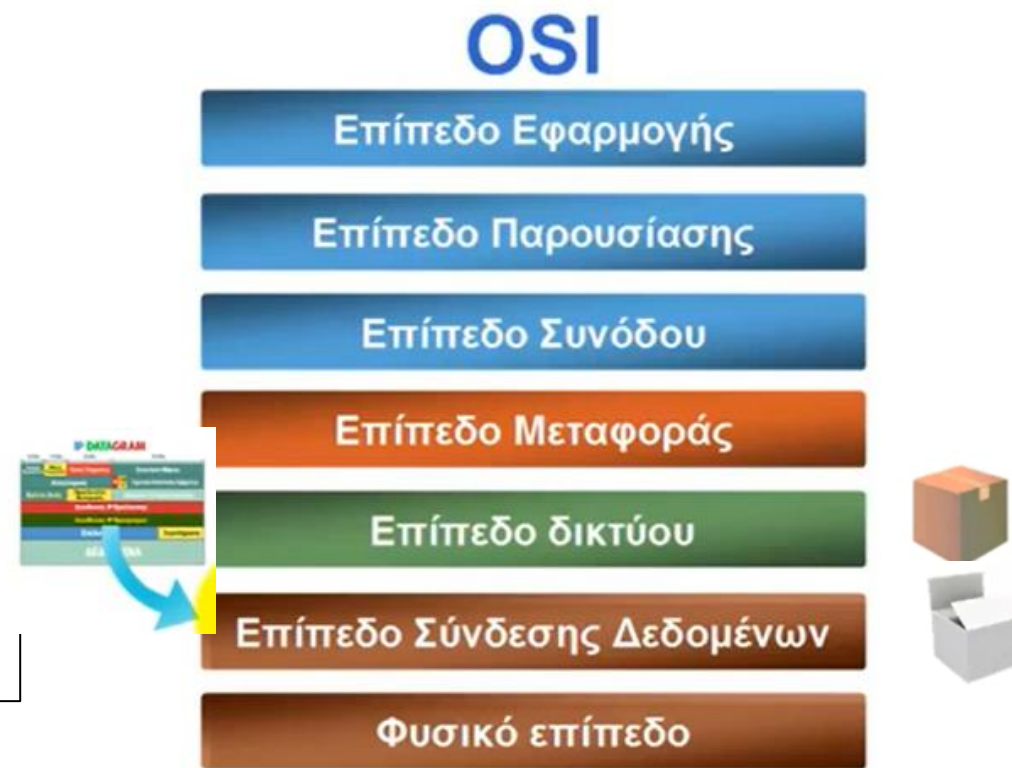 OSI
Επίπεδο Εφαρμογής
Επίπεδο Παρουσίασης
Επίπεδο Συνόδου
Επίπεδο Μεταφοράς
IP DATAGRAM
Επίπεδο δικτύου
Επίπεδο Σύνδεσης Δεδομένων
Φυσικό επίπεδο